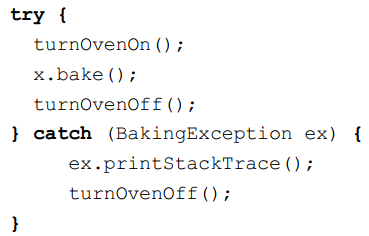 try {
turnOvenOn();
x.bake();
turnOvenOff();
} catch (BakingException ex) {
ex.printStackTrace();
turnOvenOff();
}